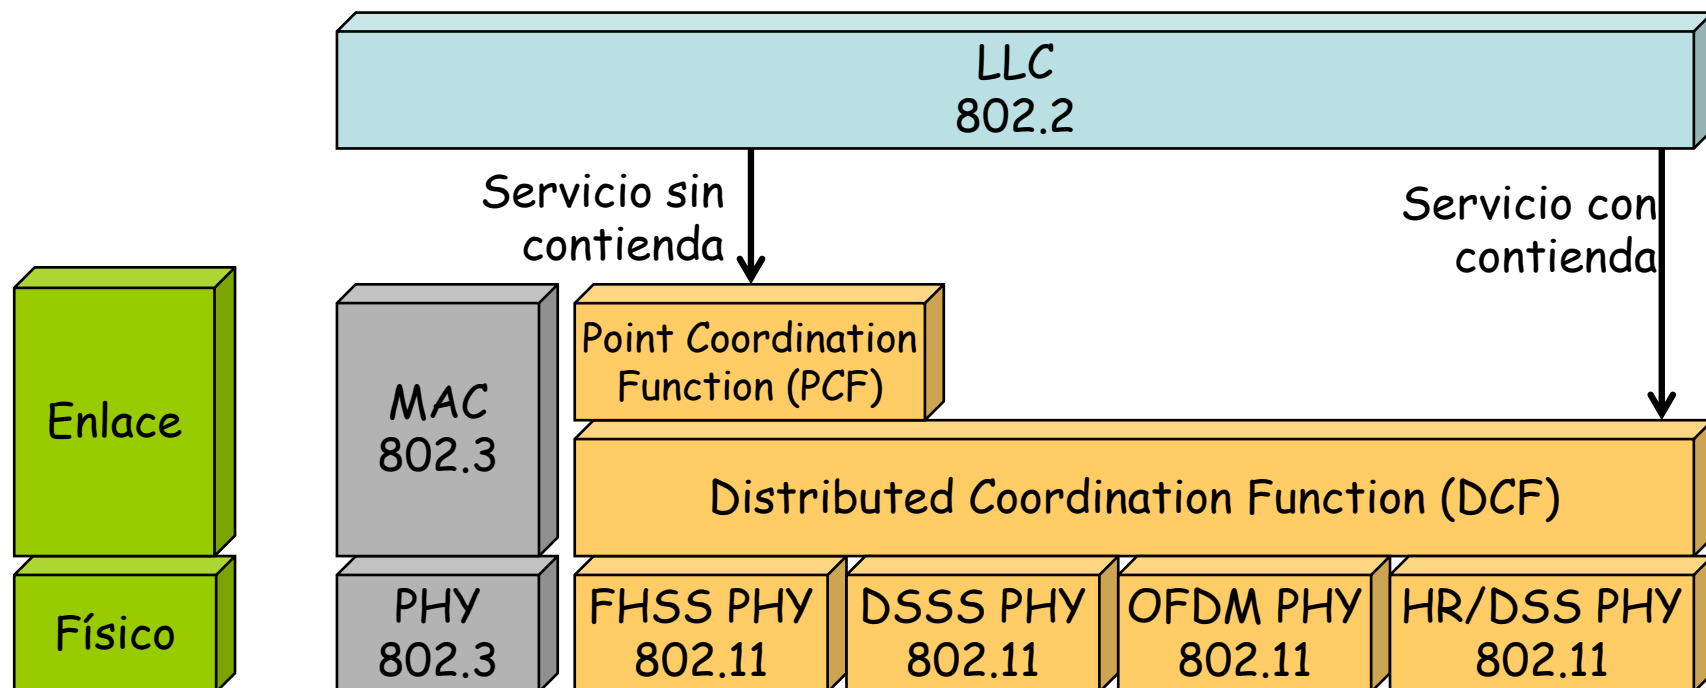 LLC
802.2
Servicio sin
contienda
Servicio con
contienda
Enlace
MAC
802.3
Point Coordination
Function (PCF)
Distributed Coordination Function (DCF)
Físico
PHY
802.3
FHSS PHY
802.11
DSSS PHY
802.11
OFDM PHY
802.11
HR/DSS PHY
802.11